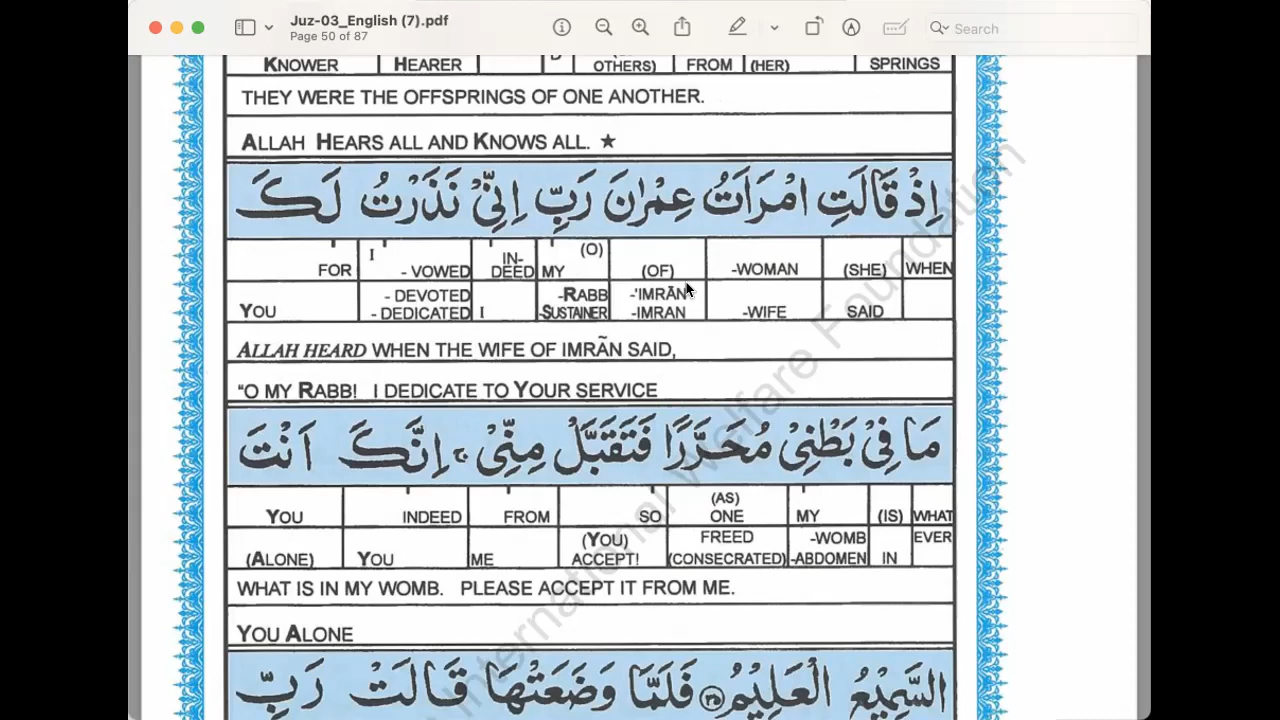 Juz-03_English (7).pdf
Page 50 of 87
Search
KNOWER HEARER OTHERS) FROM (HER) SPRINGS
THEY WERE THE OFFSPRINGS OF ONE ANOTHER.
ALLAH HEARS ALL AND KNOWS ALL. ★
اِذْ قَالَتِ امْرَاَتُ عِمْرٰنَ رَبِّ اِنِّیْ نَذَرْتُ لَكَ
FOR I - VOWED IN-DEED (O) MY (OF) -WOMAN (SHE) WHEN
YOU - DEVOTED - DEDICATED I -RABB -SUSTAINER -'IMRĀN -IMRAN -WIFE SAID
ALLAH HEARD WHEN THE WIFE OF IMRÃN SAID,
"O MY RABB! I DEDICATE TO YOUR SERVICE
مَا فِیْ بَطْنِیْ مُحَرَّرًا فَتَقَبَّلْ مِنِّیْ ۚ اِنَّكَ اَنْتَ
YOU INDEED FROM SO (AS) ONE MY (IS) WHAT
(ALONE) YOU ME (YOU) ACCEPT! FREED (CONSECRATED) -WOMB -ABDOMEN IN EVER
WHAT IS IN MY WOMB. PLEASE ACCEPT IT FROM ME.
YOU ALONE
السَّمِیْعُ الْعَلِیْمُ ۝۳۵ فَلَمَّا وَضَعَتْهَا قَالَتْ رَبِّ
International Welfare Foundation